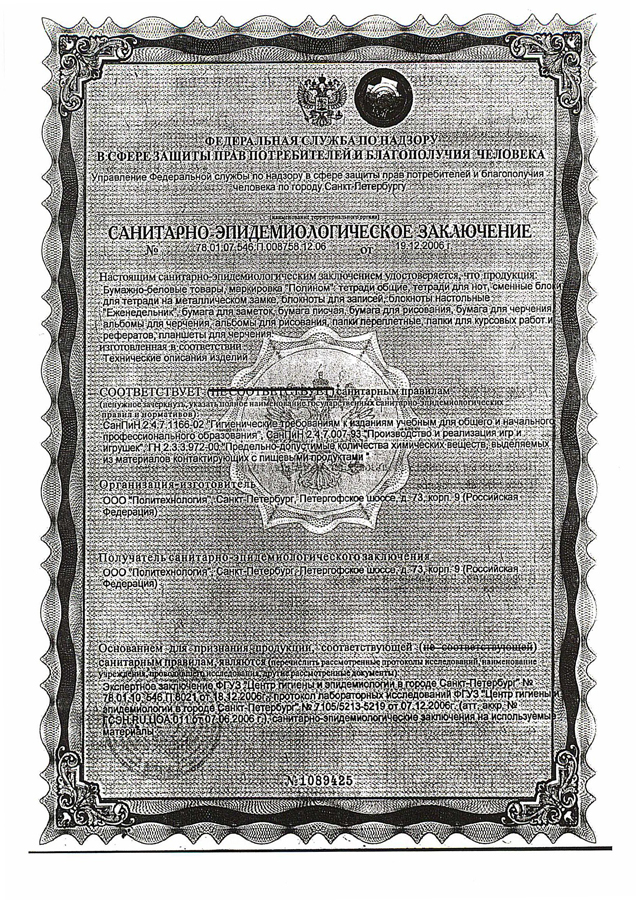 ФЕДЕРАЛЬНАЯ СЛУЖБА ПО НАДЗОРУ
В СФЕРЕ ЗАЩИТЫ ПРАВ ПОТРЕБИТЕЛЕЙ И БЛАГОПОЛУЧИЯ ЧЕЛОВЕКА
Управление Федеральной службы по надзору в сфере защиты прав потребителей и благополучия
человека по городу Санкт-Петербургу
(наименование территориального органа)
САНИТАРНО-ЭПИДЕМИОЛОГИЧЕСКОЕ ЗАКЛЮЧЕНИЕ
№ 78.01.07.546.П.008758.12.06 от 19.12.2006 г.
Настоящим санитарно-эпидемиологическим заключением удостоверяется, что продукция:
Бумажно-беловые товары, маркировка "Полином": тетради общие, тетради для нот, сменные блоки
для тетради на металлическом замке, блокноты для записей, блокноты настольные
"Еженедельник", бумага для заметок, бумага писчая, бумага для рисования, бумага для черчения,
альбомы для черчения, альбомы для рисования, папки переплетные, папки для курсовых работ и
рефератов, планшеты для черчения
изготовленная в соответствии
Технические описания изделий
СООТВЕТСТВУЕТ (НЕ СООТВЕТСТВУЕТ) санитарным правилам
(ненужное зачеркнуть, указать полное наименование государственных санитарно-эпидемиологических
правил и нормативов):
СанПиН 2.4.7.1166-02 "Гигиенические требованиям к изданиям учебным для общего и начального
профессионального образования", СанПиН 2.4.7.007-93 "Производство и реализация игр и
игрушек", ГН 2.3.3.972-00 "Предельно-допустимые количества химических веществ, выделяемых
из материалов контактирующих с пищевыми продуктами"
Организация-изготовитель
ООО "Политехнология", Санкт-Петербург, Петергофское шоссе, д. 73, корп. 9 (Российская
Федерация)
Получатель санитарно-эпидемиологического заключения
ООО "Политехнология", Санкт-Петербург, Петергофское шоссе, д. 73, корп. 9 (Российская
Федерация)
Основанием для признания продукции, соответствующей (не соответствующей)
санитарным правилам, являются (перечислить рассмотренные протоколы исследований, наименование
учреждения, проводившего исследования, другие рассмотренные документы):
Экспертное заключение ФГУЗ "Центр гигиены и эпидемиологии в городе Санкт-Петербург" №
78.01.10.546.П.8021 от 18.12.2006г., протокол лабораторных исследований ФГУЗ "Центр гигиены и
эпидемиологии в городе Санкт-Петербург" № 7105/5213-5219 от 07.12.2006г. (атт. аккр. №
ГСЭН.RU.ЦОА.011 от 07.06.2006 г.), санитарно-эпидемиологические заключения на используемые
материалы
№1089425